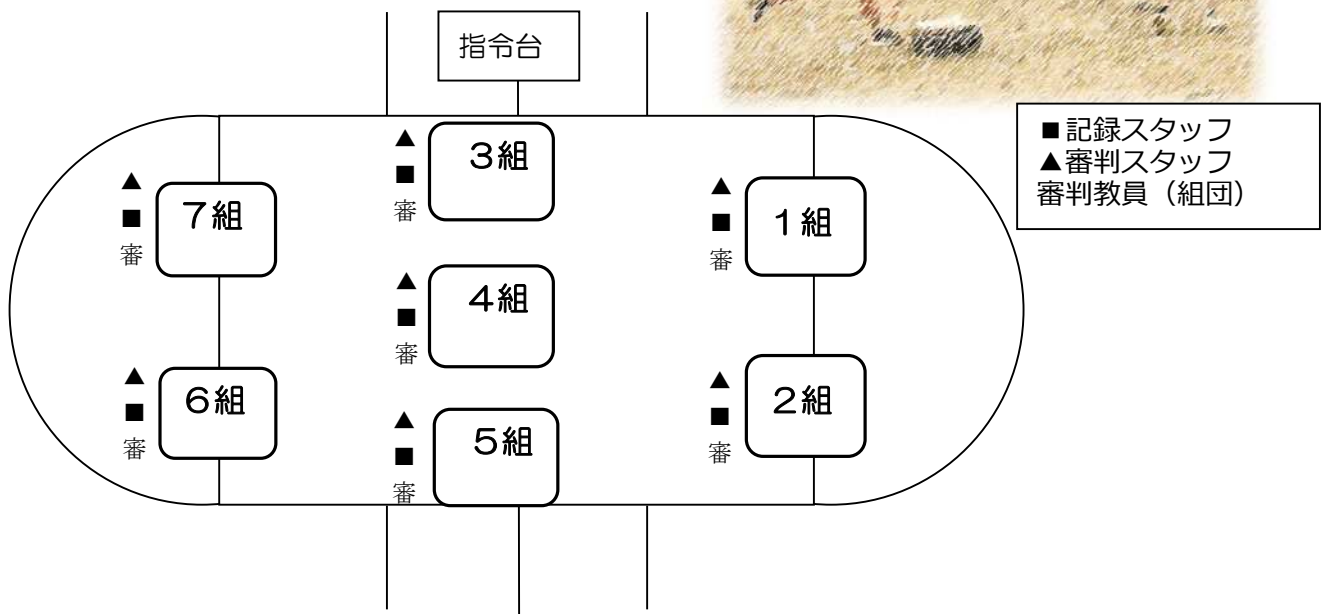 指令台
■記録スタッフ
▲審判スタッフ
審判教員(組団)
▲
■
審
3組
▲
■
審
7組
▲
■
審
1組
▲
■
審
4組
▲
■
審
6組
▲
■
審
2組
▲
■
審
5組